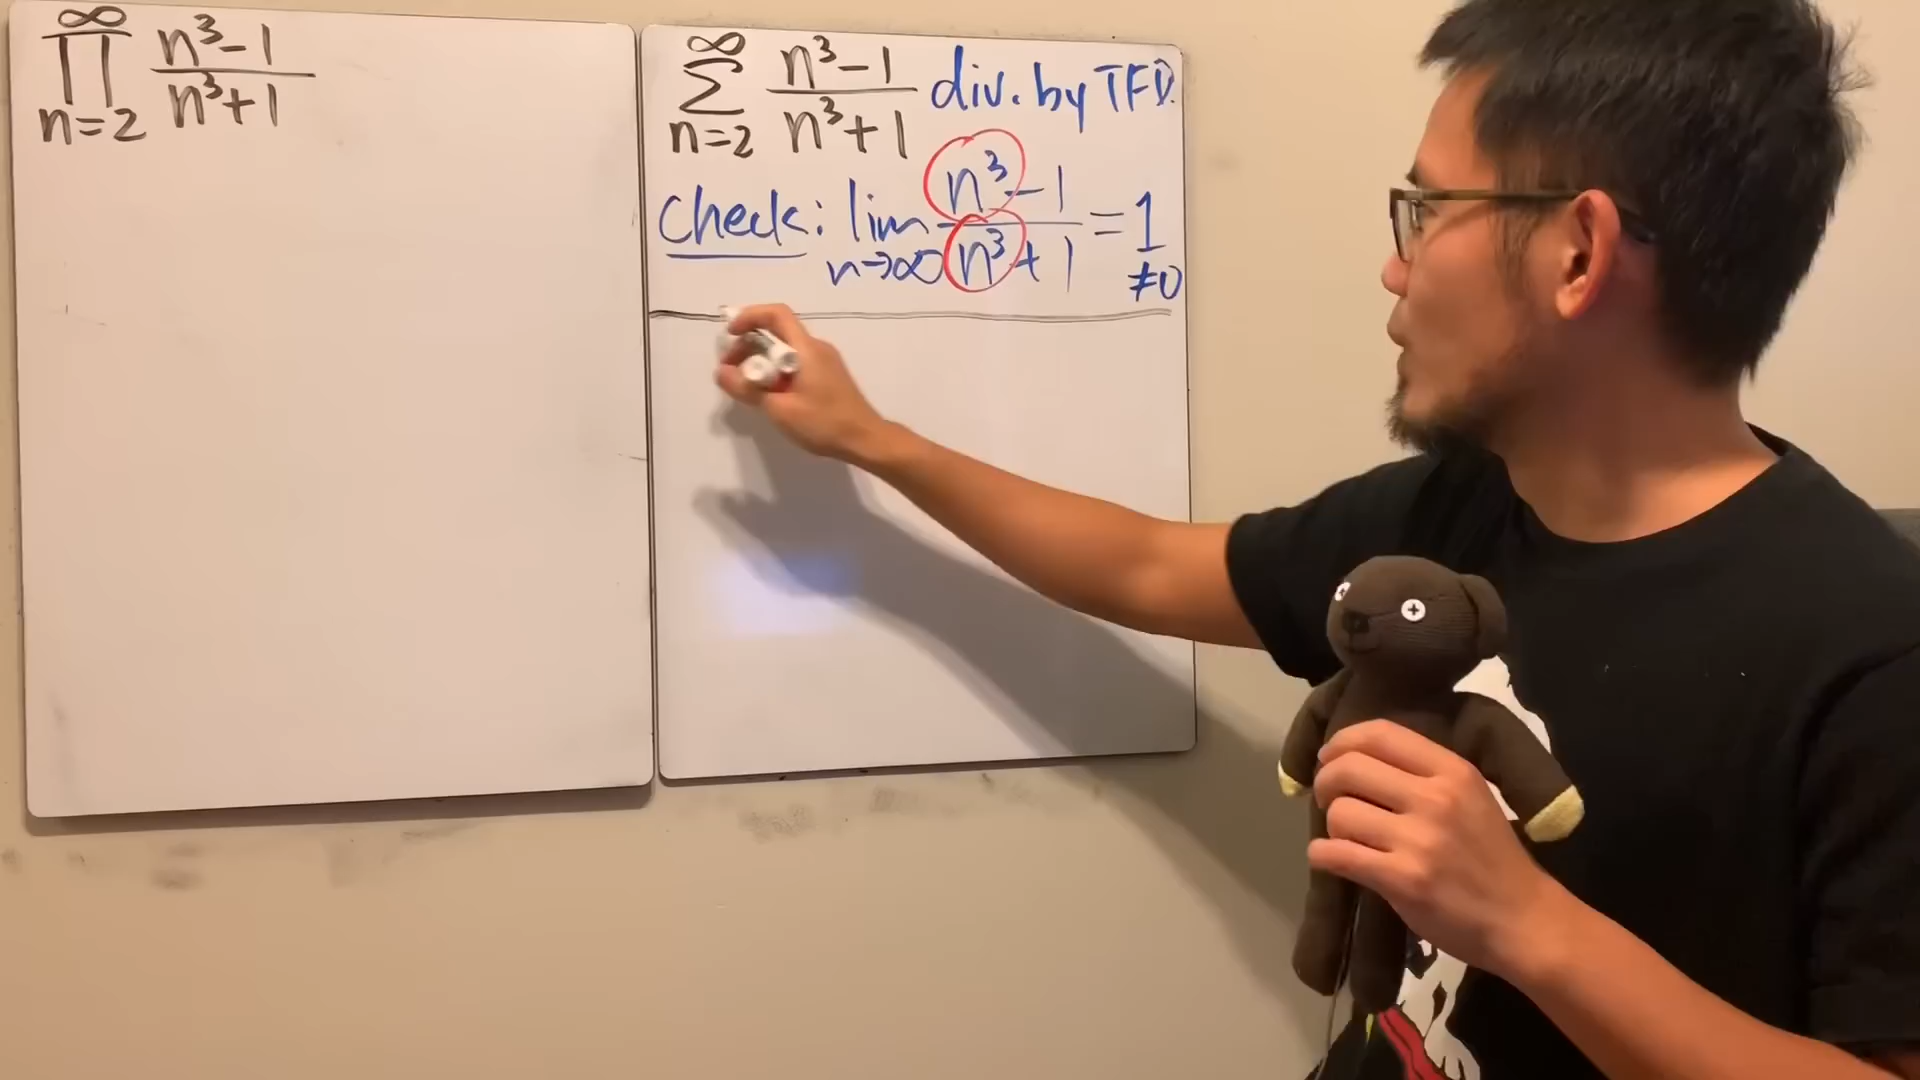 ∞
∏ n³-1
n=2 n³+1
∞
Σ n³-1 div. by TFD.
n=2 n³+1
Check: lim n³-1 = 1
n→∞ n³+1 ≠0